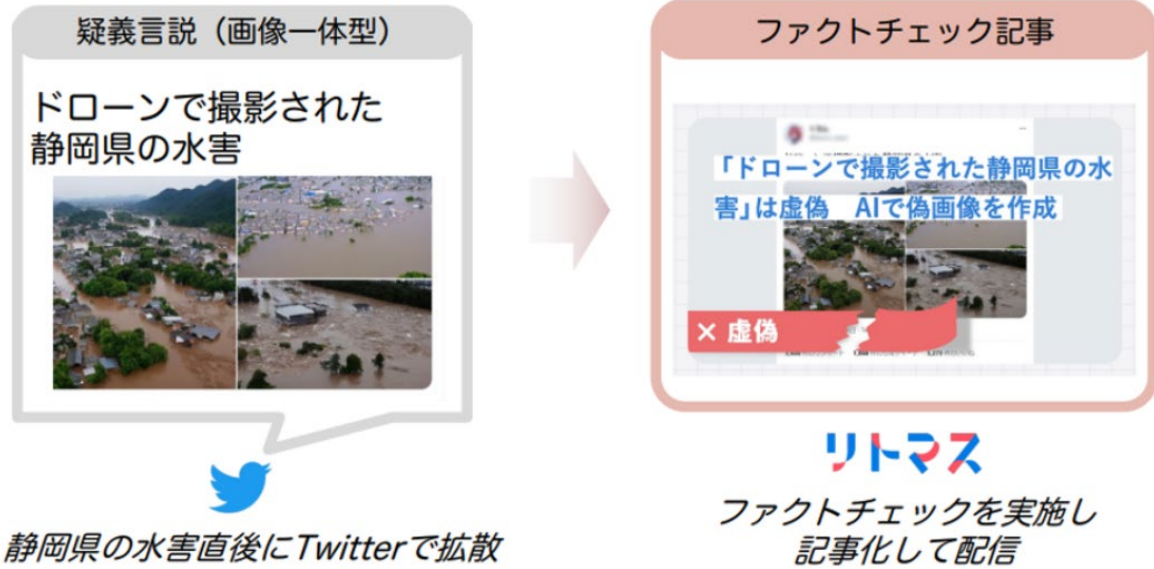 疑義言説（画像一体型）
ドローンで撮影された
静岡県の水害
静岡県の水害直後にTwitterで拡散
ファクトチェック記事
「ドローンで撮影された静岡県の水
害」は虚偽　AIで偽画像を作成
× 虚偽
リトマス
ファクトチェックを実施し
記事化して配信